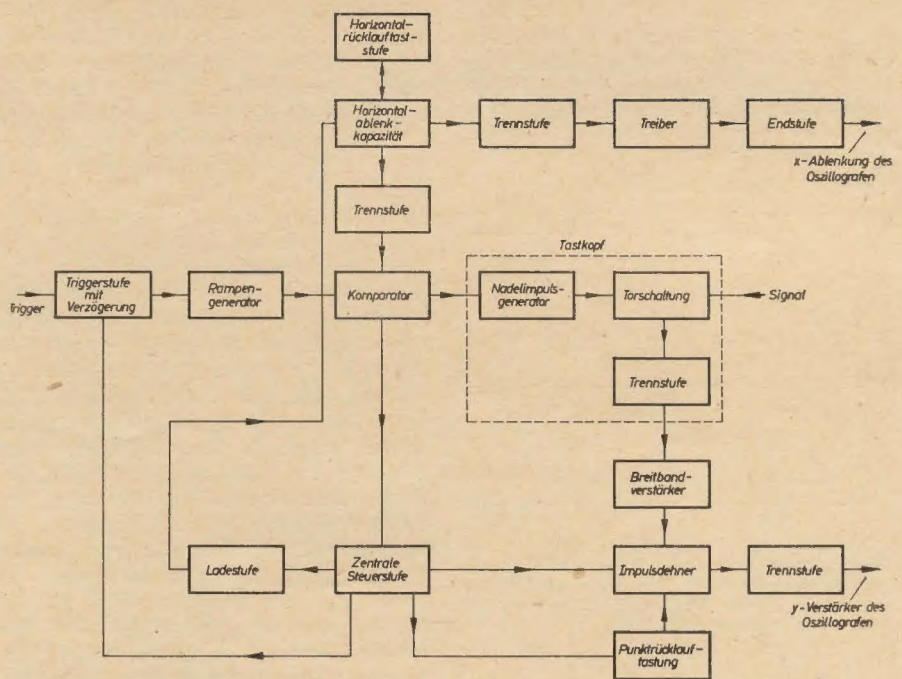 Horizontal-
rücklauftast-
stufe
Horizontal-
ablenk-
kapazität
Trennstufe
Treiber
Endstufe
x-Ablenkung des
Oszillografen
Trennstufe
Tastkopf
Trigger
Triggerstufe
mit
Verzögerung
Rampen-
generator
Komparator
Nadelimpuls-
generator
Torschaltung
Signal
Trennstufe
Breitband-
verstärker
Ladestufe
Zentrale
Steuerstufe
Impulsdehner
Trennstufe
y-Verstärker des
Oszillografen
Punktrücklauf-
tastung